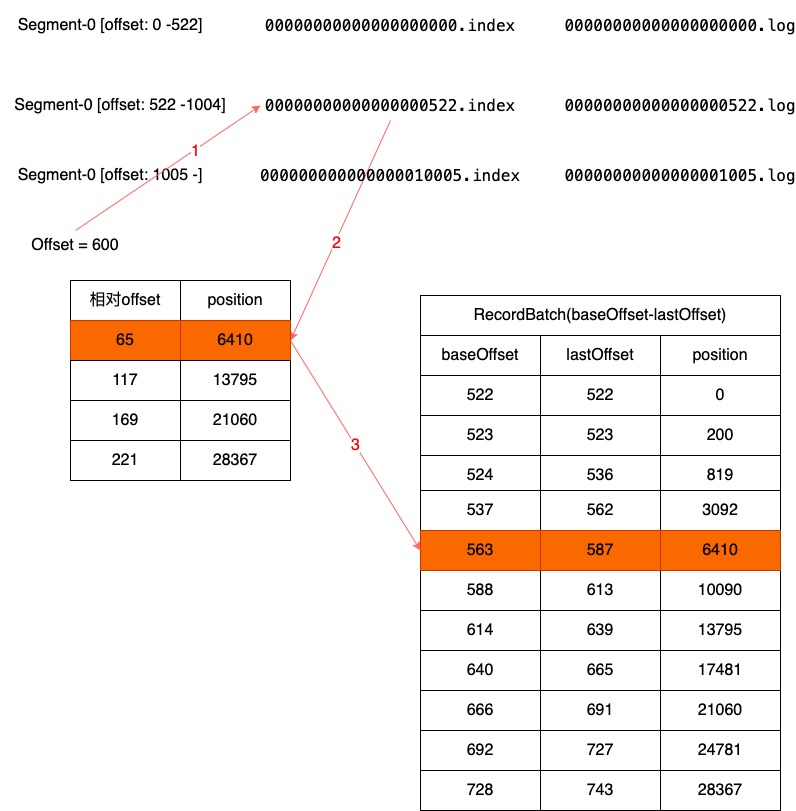 Segment-0 [offset: 0 -522] 00000000000000000000.index 00000000000000000000.log
Segment-0 [offset: 522 -1004] 00000000000000000522.index 00000000000000000522.log
1
Segment-0 [offset: 1005 -] 000000000000000010005.index 00000000000000001005.log
Offset = 600
2
相对offset position
65 6410
117 13795
169 21060
221 28367
3
RecordBatch(baseOffset-lastOffset)
baseOffset lastOffset position
522 522 0
523 523 200
524 536 819
537 562 3092
563 587 6410
588 613 10090
614 639 13795
640 665 17481
666 691 21060
692 727 24781
728 743 28367